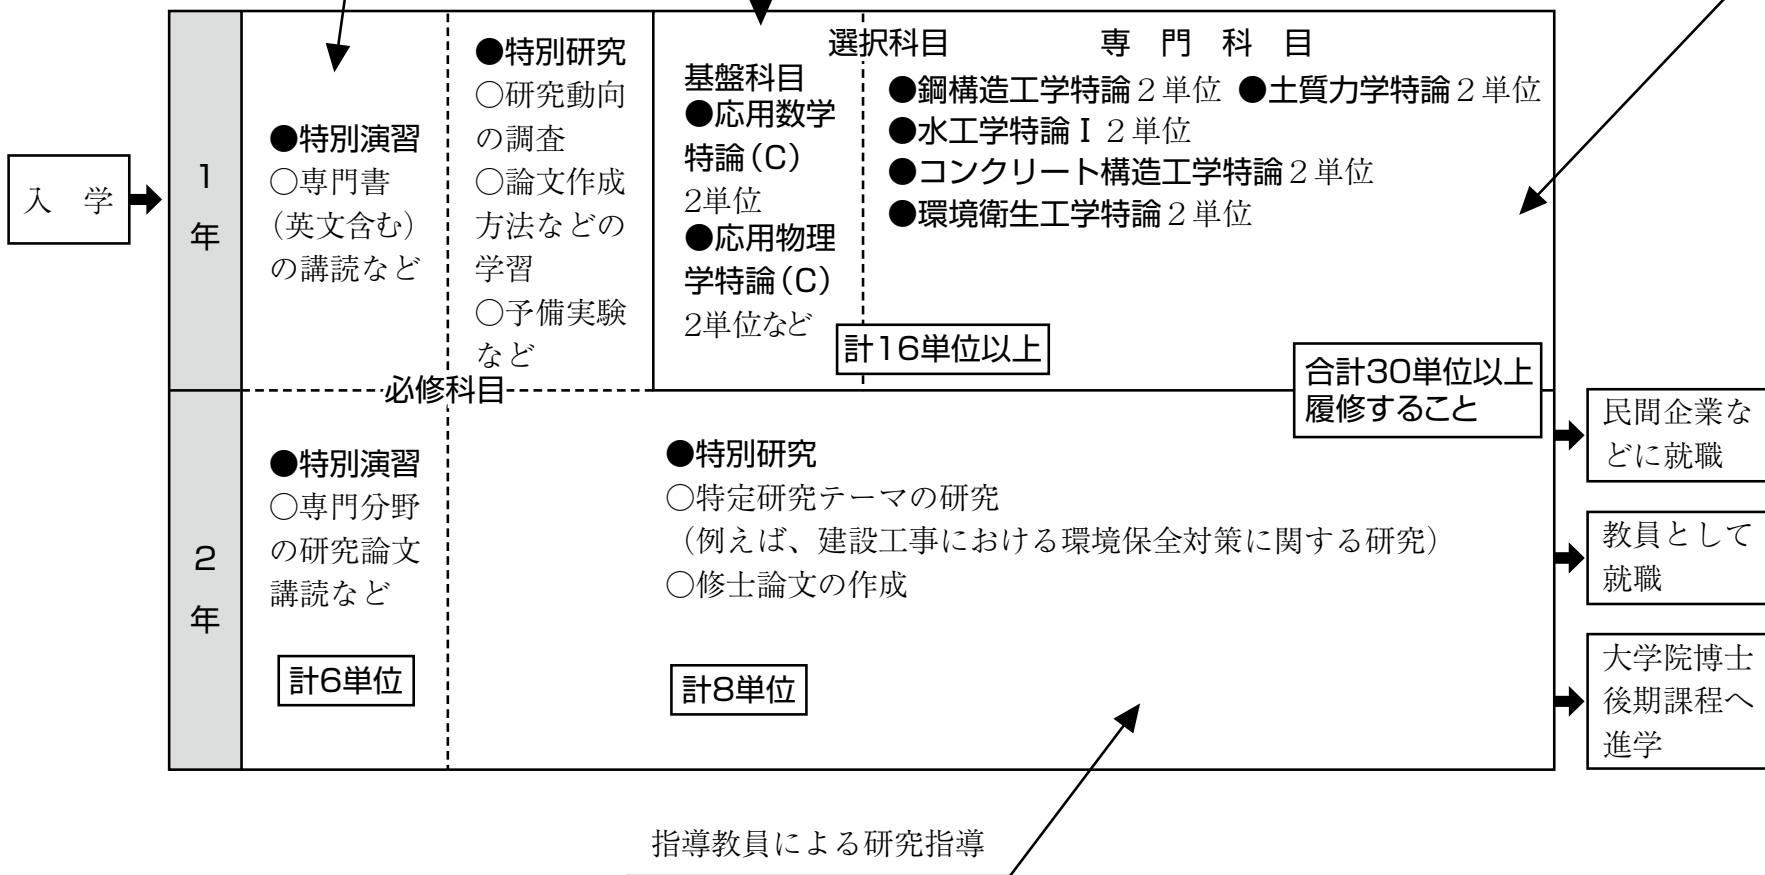 入　学
1
年
●特別演習
○専門書
（英文含む）
の講読など
●特別研究
○研究動向
の調査
○論文作成
方法などの
学習
○予備実験
など
選択科目
専　門　科　目
基盤科目
●応用数学
特論（C）
2単位
●応用物理
学特論（C）
2単位など
●鋼構造工学特論２単位 ●土質力学特論２単位
●水工学特論Ⅰ ２単位
●コンクリート構造工学特論２単位
●環境衛生工学特論２単位
計16単位以上
合計30単位以上
履修すること
必修科目
2
年
●特別演習
○専門分野
の研究論文
講読など
計6単位
●特別研究
○特定研究テーマの研究
（例えば、建設工事における環境保全対策に関する研究）
○修士論文の作成
計8単位
民間企業な
どに就職
教員として
就職
大学院博士
後期課程へ
進学
指導教員による研究指導